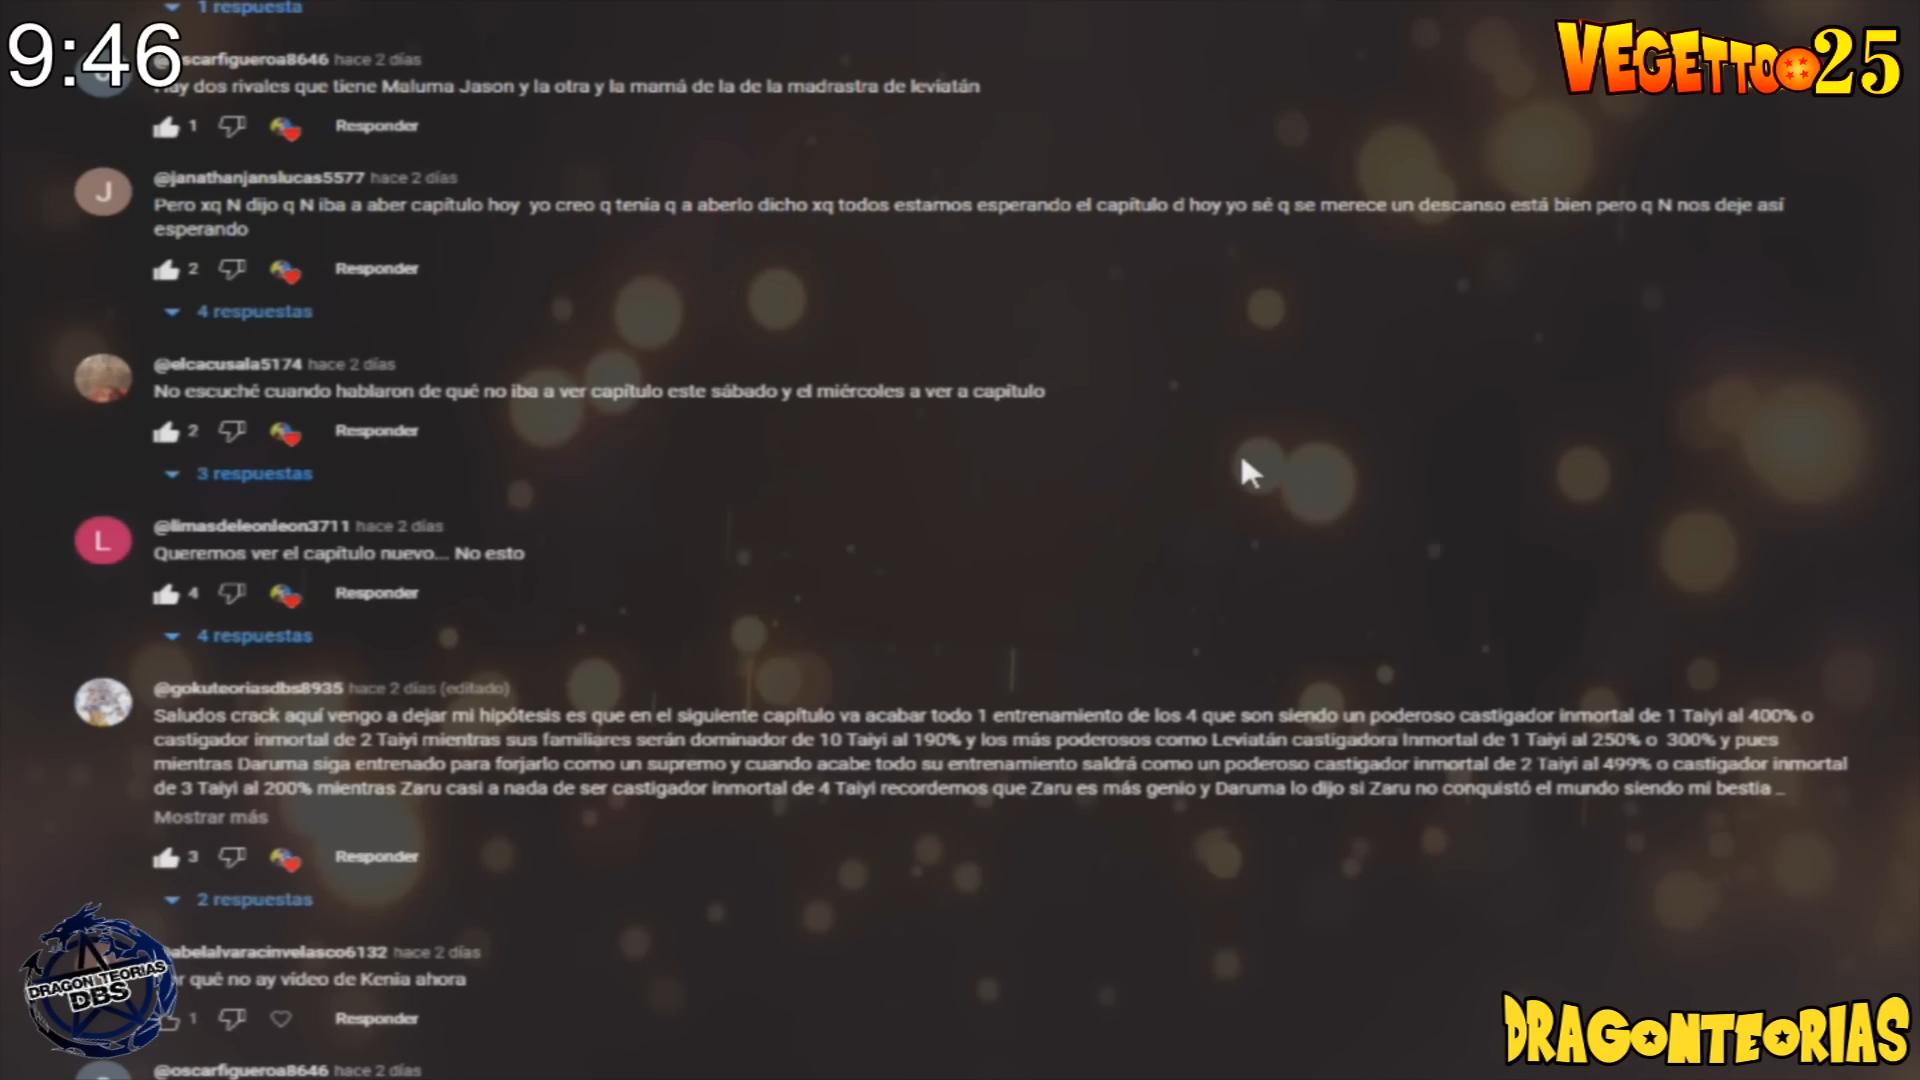 1 respuesta
9:46
VEGETTO 25
scarfigueroa8646 hace 2 días
ay dos rivales que tiene Maluma Jason y la otra y la mamá de la de la madrastra de leviatán
1 Responder
J
@janathanjanslucas5577 hace 2 días
Pero xq N dijo q N iba a aber capítulo hoy yo creo q tenía q a aberlo dicho xq todos estamos esperando el capítulo d hoy yo sé q se merece un descanso está bien pero q N nos deje así
esperando
2 Responder
4 respuestas
@elcacusala5174 hace 2 días
No escuché cuando hablaron de qué no iba a ver capítulo este sábado y el miércoles a ver a capítulo
2 Responder
3 respuestas
L
@limasdeleonleon3711 hace 2 días
Queremos ver el capítulo nuevo... No esto
4 Responder
4 respuestas
@gokuteoriasdbs8935 hace 2 días (editado)
Saludos crack aquí vengo a dejar mi hipótesis es que en el siguiente capítulo va acabar todo 1 entrenamiento de los 4 que son siendo un poderoso castigador inmortal de 1 Taiyi al 400% o
castigador inmortal de 2 Taiyi mientras sus familiares serán dominador de 10 Taiyi al 190% y los más poderosos como Leviatán castigadora Inmortal de 1 Taiyi al 250% o 300% y pues
mientras Daruma siga entrenado para forjarlo como un supremo y cuando acabe todo su entrenamiento saldrá como un poderoso castigador inmortal de 2 Taiyi al 499% o castigador inmortal
de 3 Taiyi al 200% mientras Zaru casi a nada de ser castigador Inmortal de 4 Taiyi recordemos que Zaru es más genio y Daruma lo dijo si Zaru no conquistó el mundo siendo mi bestia ..
Mostrar más
3 Responder
2 respuestas
abelalvaracinvelasco6132 hace 2 días
r qué no ay vídeo de Kenia ahora
1 Responder
DRAGON TEORIAS
DBS
DRAGONTEORIAS
@oscarfigueroa8646 hace 2 días